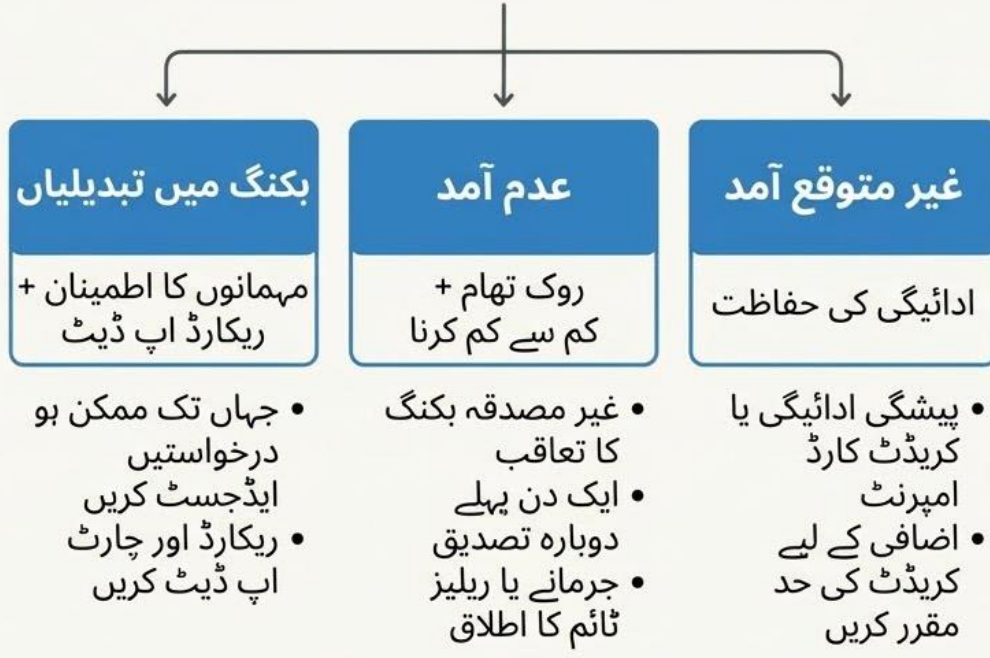 غیر متوقع آمد
ادائیگی کی حفاظت
• پیشگی ادائیگی یا
کریڈٹ کارڈ
امپرنٹ
• اضافی کے لیے
کریڈٹ کی حد
مقرر کریں
عدم آمد
روک تھام +
کم سے کم کرنا
• غیر مصدقہ بکنگ
کا تعاقب
• ایک دن پہلے
دوبارہ تصدیق
• جرمانے یا ریلیز
ٹائم کا اطلاق
بکنگ میں تبدیلیاں
مہمانوں کا اطمینان +
ریکارڈ اپ ڈیٹ
• جہاں تک ممکن ہو
درخواستیں
ایڈجسٹ کریں
• ریکارڈ اور چارٹ
اپ ڈیٹ کریں